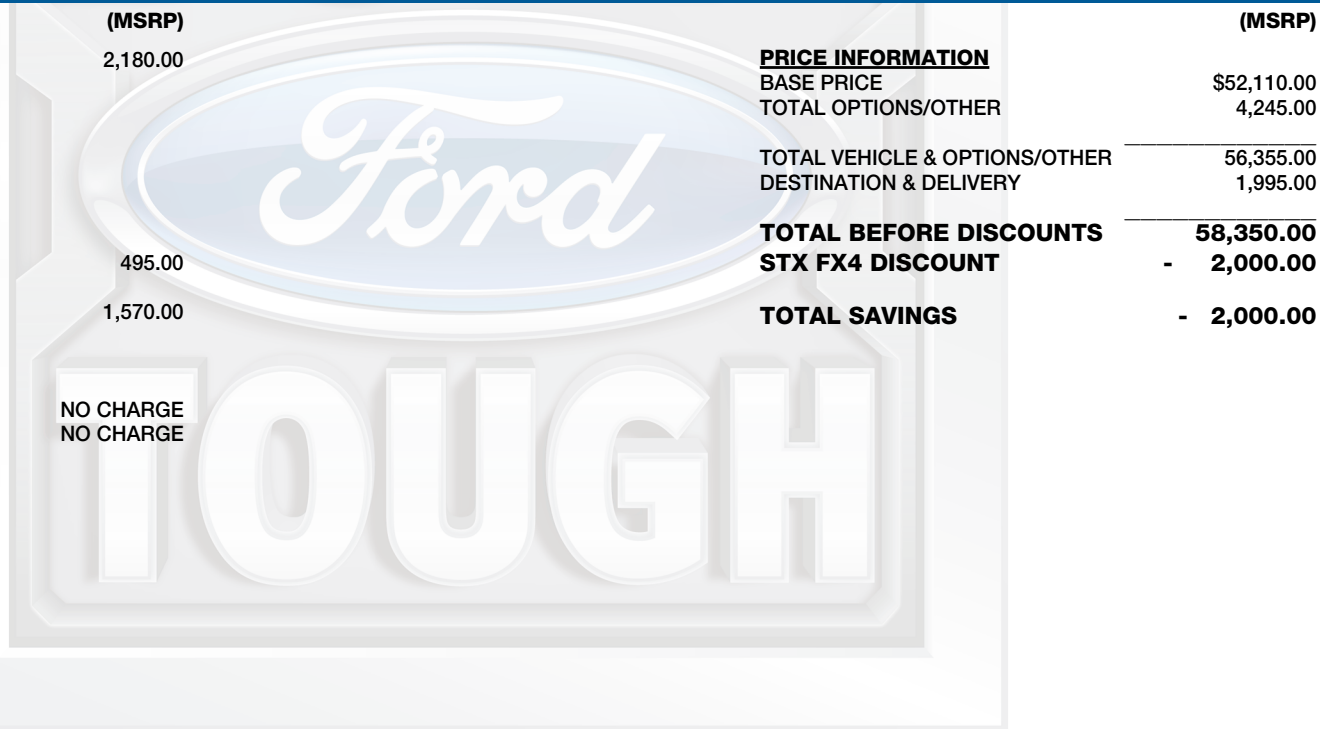 (MSRP)
2,180.00
495.00
1,570.00
NO CHARGE
NO CHARGE
(MSRP)
PRICE INFORMATION
BASE PRICE $52,110.00
TOTAL OPTIONS/OTHER 4,245.00
TOTAL VEHICLE & OPTIONS/OTHER 56,355.00
DESTINATION & DELIVERY 1,995.00
TOTAL BEFORE DISCOUNTS 58,350.00
STX FX4 DISCOUNT - 2,000.00
TOTAL SAVINGS - 2,000.00
Ford
TOUGH